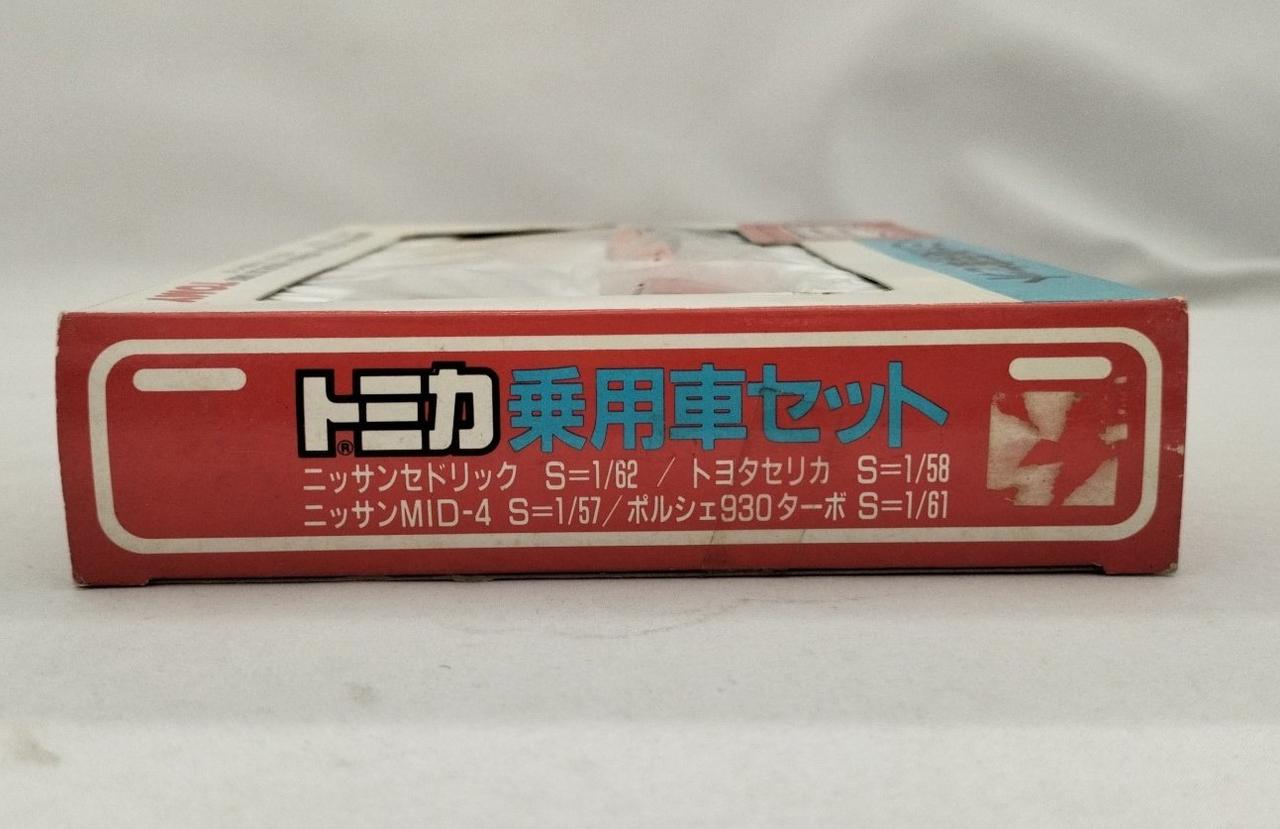 TOMY
トミカ®乗用車セット
ニッサンセドリック S=1/62 / トヨタセリカ S=1/58
ニッサンMID-4 S=1/57/ポルシェ930ターボ S=1/61